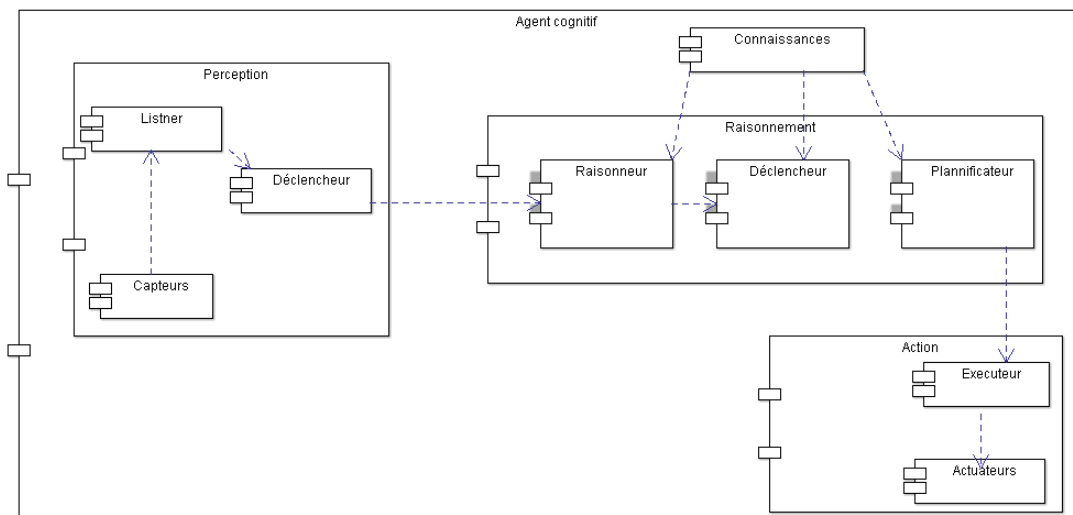 Agent cognitif
Connaissances
Perception
Listner
Déclencheur
Capteurs
Raisonnement
Raisonneur
Déclencheur
Plannificateur
Action
Executeur
Actuateurs